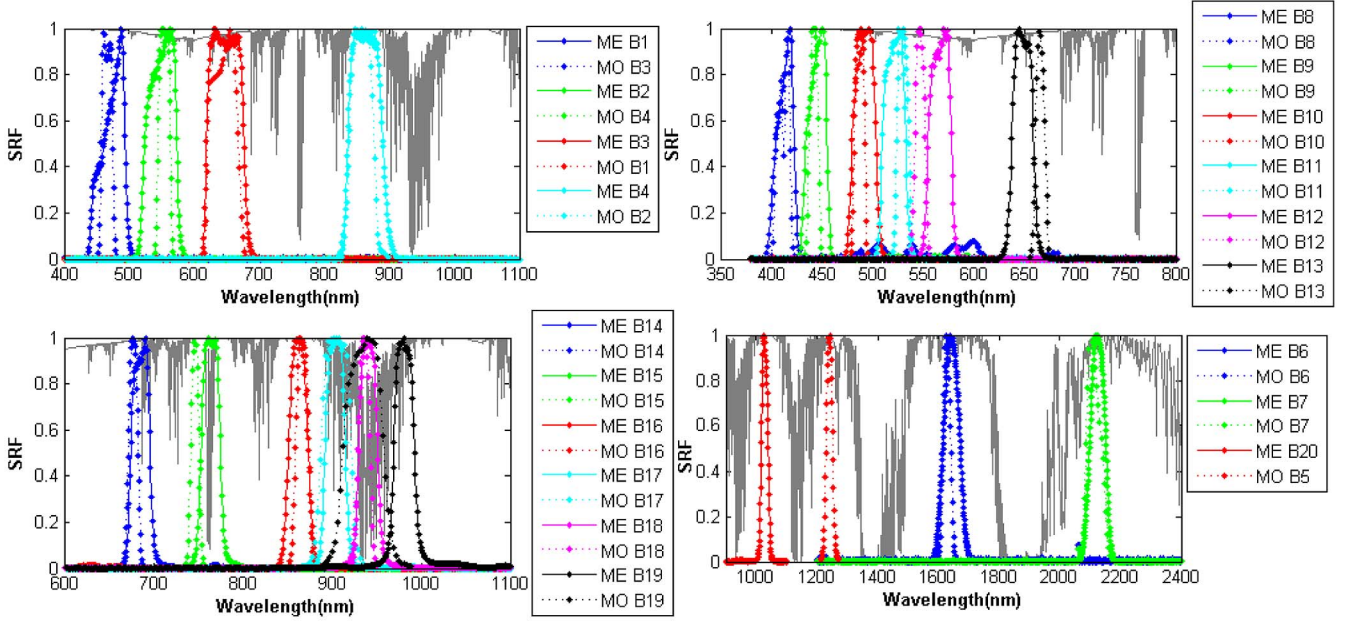 SRF
1
0.8
0.6
0.4
0.2
0
400 500 600 700 800 900 1000 1100
Wavelength(nm)
ME B1
MO B3
ME B2
MO B4
ME B3
MO B1
ME B4
MO B2
SRF
1
0.8
0.6
0.4
0.2
0
350 400 450 500 550 600 650 700 750 800
Wavelength(nm)
ME B8
MO B8
ME B9
MO B9
ME B10
MO B10
ME B11
MO B11
ME B12
MO B12
ME B13
MO B13
SRF
1
0.8
0.6
0.4
0.2
0
600 700 800 900 1000 1100
Wavelength(nm)
ME B14
MO B14
ME B15
MO B15
ME B16
MO B16
ME B17
MO B17
ME B18
MO B18
ME B19
MO B19
SRF
1
0.8
0.6
0.4
0.2
0
1000 1200 1400 1600 1800 2000 2200 2400
Wavelength(nm)
ME B6
MO B6
ME B7
MO B7
ME B20
MO B5